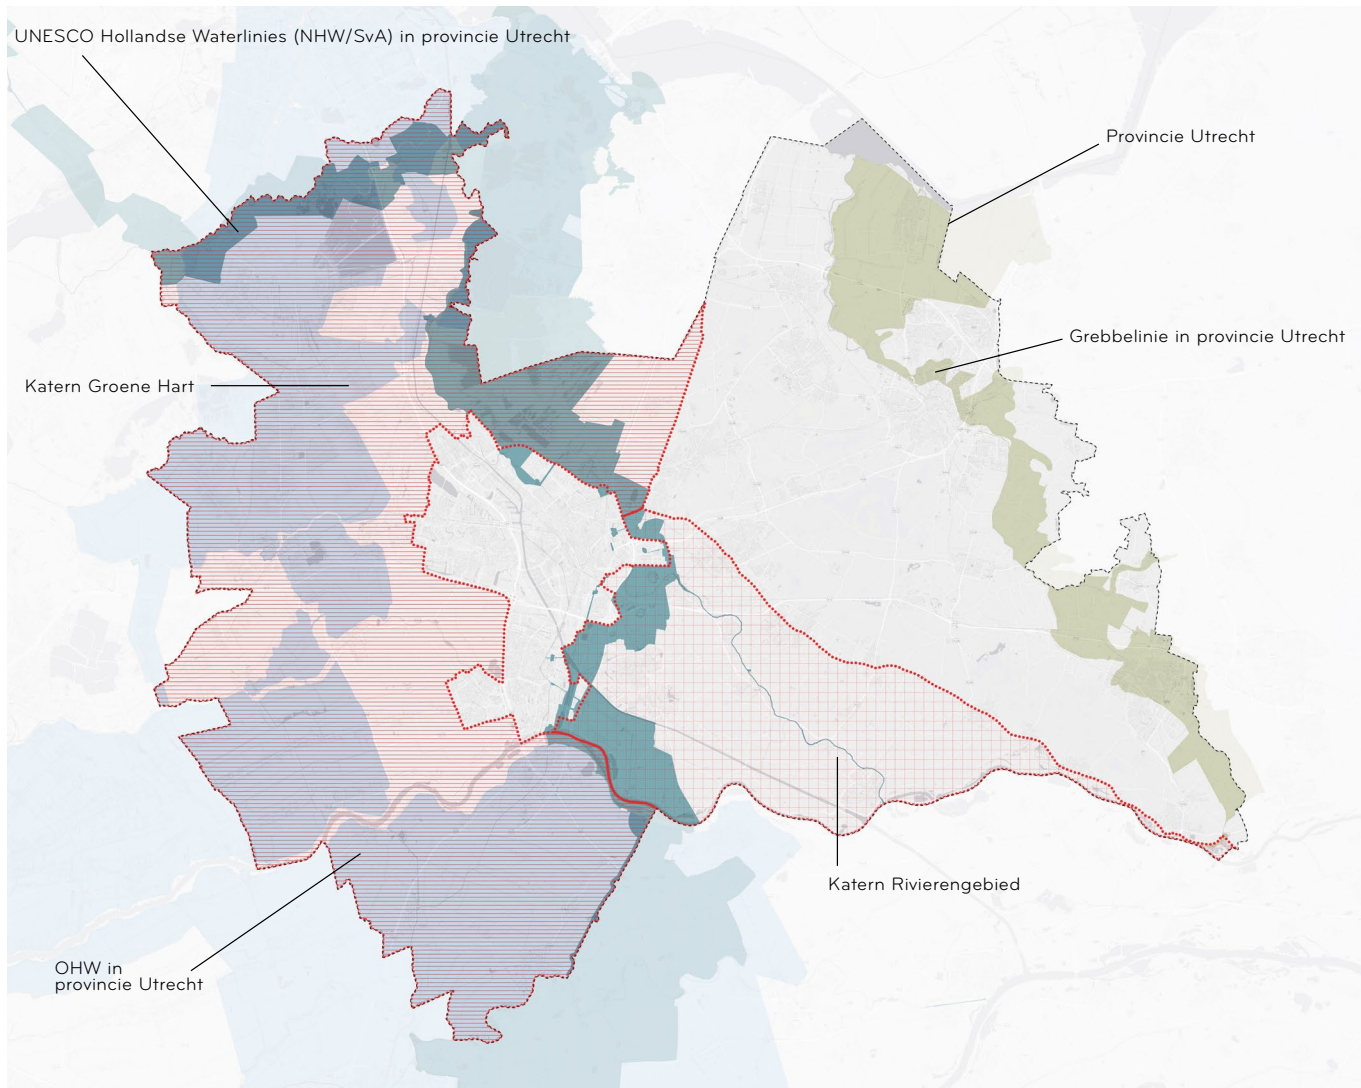 UNESCO Hollandse Waterlinies (NHW/SvA) in provincie Utrecht
Provincie Utrecht
Grebbelinie in provincie Utrecht
Katern Groene Hart
Katern Rivierengebied
OHW in
provincie Utrecht